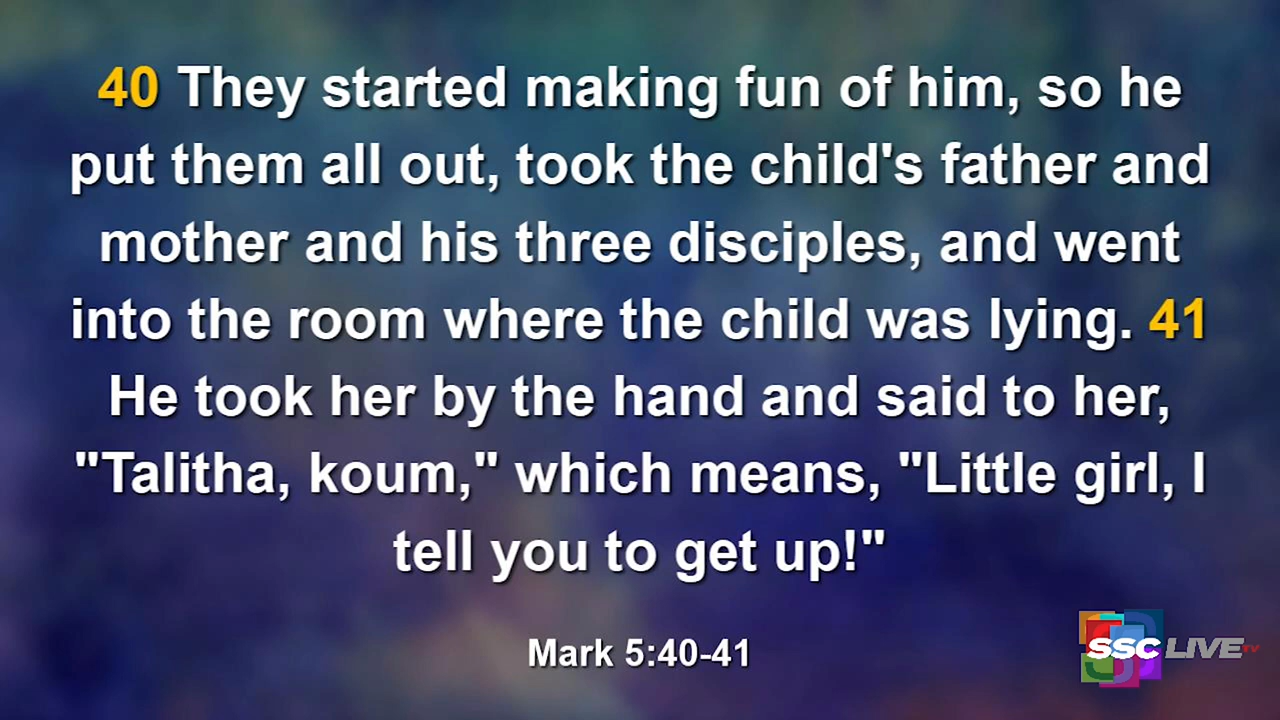 40 They started making fun of him, so he
put them all out, took the child's father and
mother and his three disciples, and went
into the room where the child was lying. 41
He took her by the hand and said to her,
"Talitha, koum," which means, "Little girl, I
tell you to get up!"
Mark 5:40-41
SSC LIVE TV